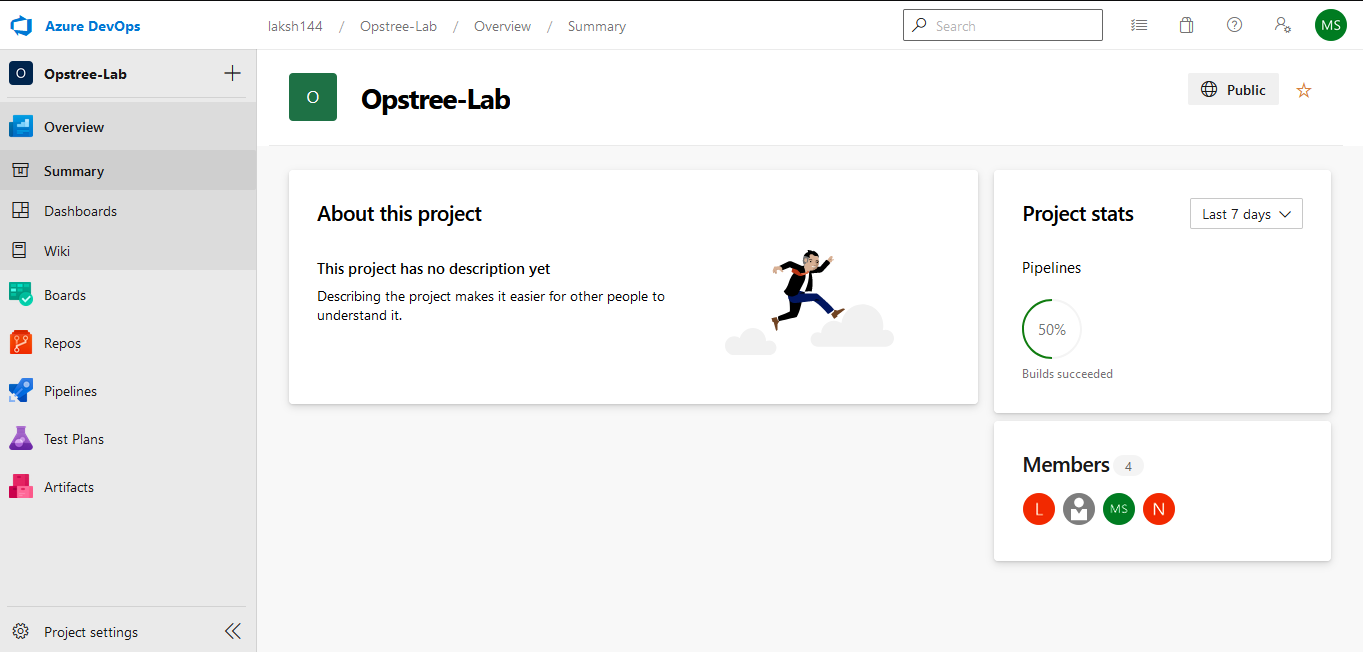 Azure DevOps
laksh144 / Opstree-Lab / Overview / Summary
Search
MS
O Opstree-Lab
Overview
Summary
Dashboards
Wiki
Boards
Repos
Pipelines
Test Plans
Artifacts
Project settings
O
Opstree-Lab
Public
About this project
This project has no description yet
Describing the project makes it easier for other people to
understand it.
Project stats
Last 7 days
Pipelines
50%
Builds succeeded
Members 4
L MS N